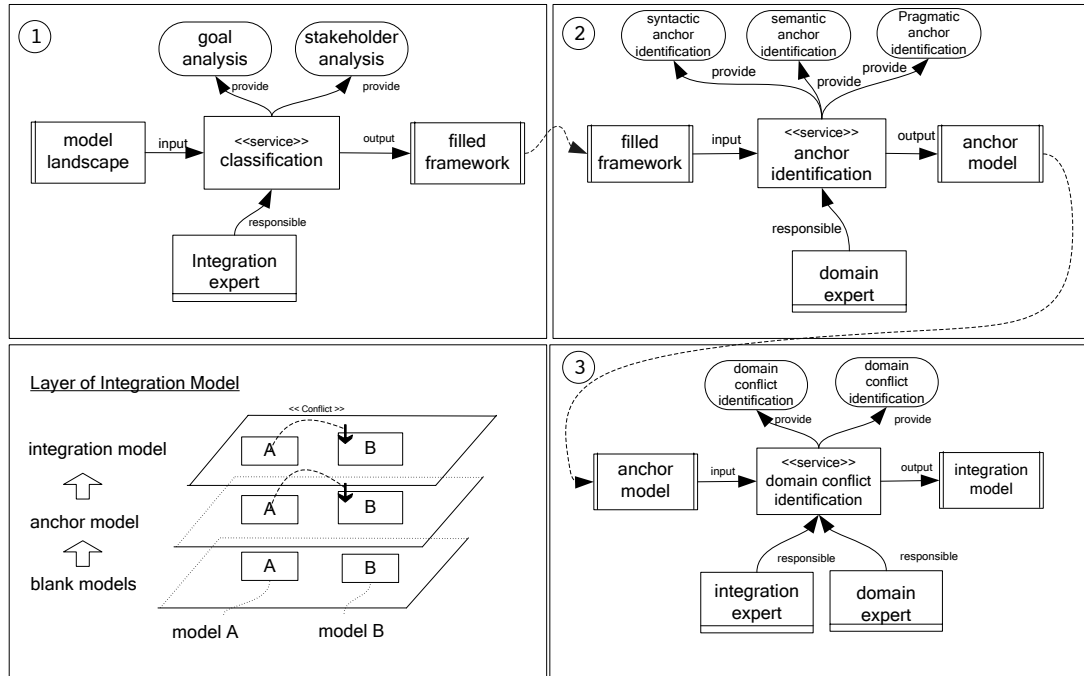 1
goal
analysis
stakeholder
analysis
provide
provide
model
landscape
input
<<service>>
classification
output
filled
framework
responsible
Integration
expert
2
syntactic
anchor
identification
semantic
anchor
identification
Pragmatic
anchor
identification
provide
provide
provide
filled
framework
input
<<service>>
anchor
identification
output
anchor
model
responsible
domain
expert
Layer of Integration Model
<< Conflict >>
integration model
A
B
anchor model
A
B
blank models
A
B
model A
model B
3
domain
conflict
identification
domain
conflict
identification
provide
provide
anchor
model
input
<<service>>
domain conflict
identification
output
integration
model
responsible
responsible
integration
expert
domain
expert